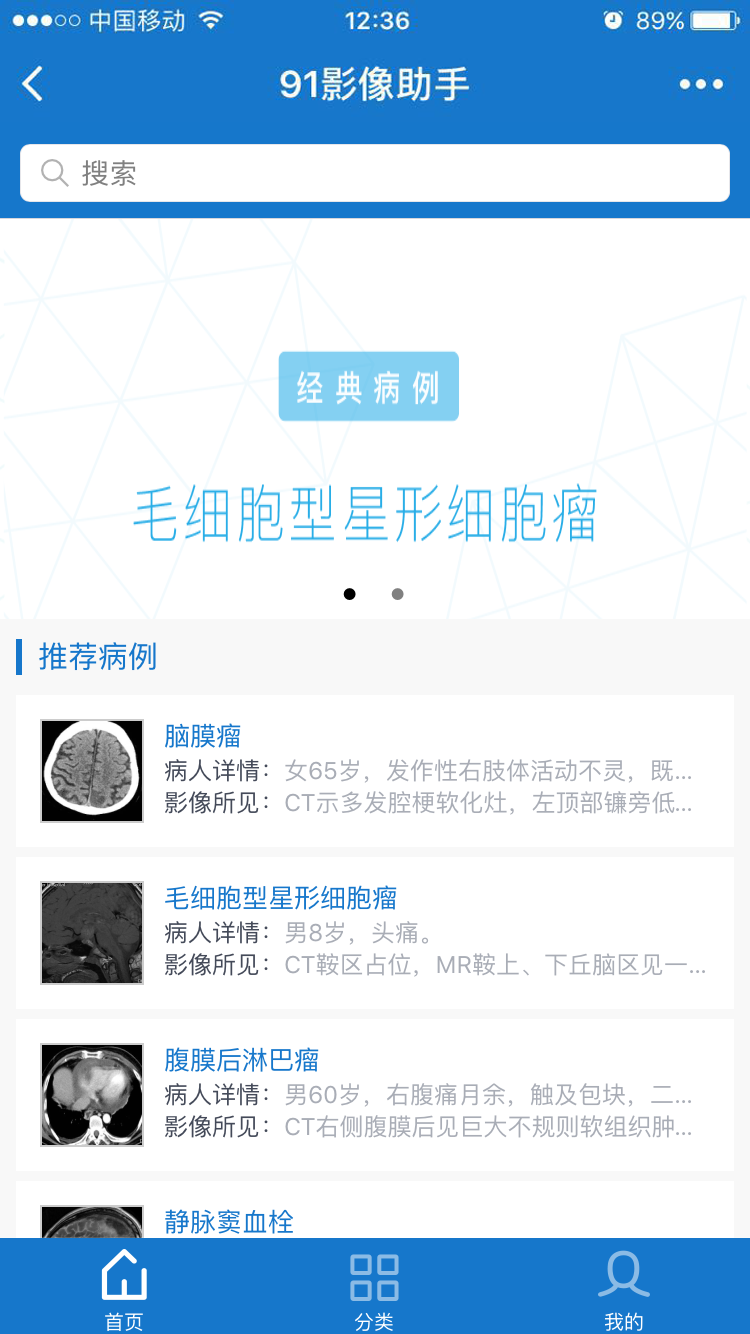 中国移动
12:36
89%
91影像助手
搜索
经典病例
毛细胞型星形细胞瘤
推荐病例
脑膜瘤
病人详情：女65岁，发作性右肢体活动不灵，既...
影像所见：CT示多发腔梗软化灶，左顶部镰旁低...
毛细胞型星形细胞瘤
病人详情：男8岁，头痛。
影像所见：CT鞍区占位，MR鞍上、下丘脑区见一...
腹膜后淋巴瘤
病人详情：男60岁，右腹痛月余，触及包块，二...
影像所见：CT右侧腹膜后见巨大不规则软组织肿...
静脉窦血栓
首页
分类
我的